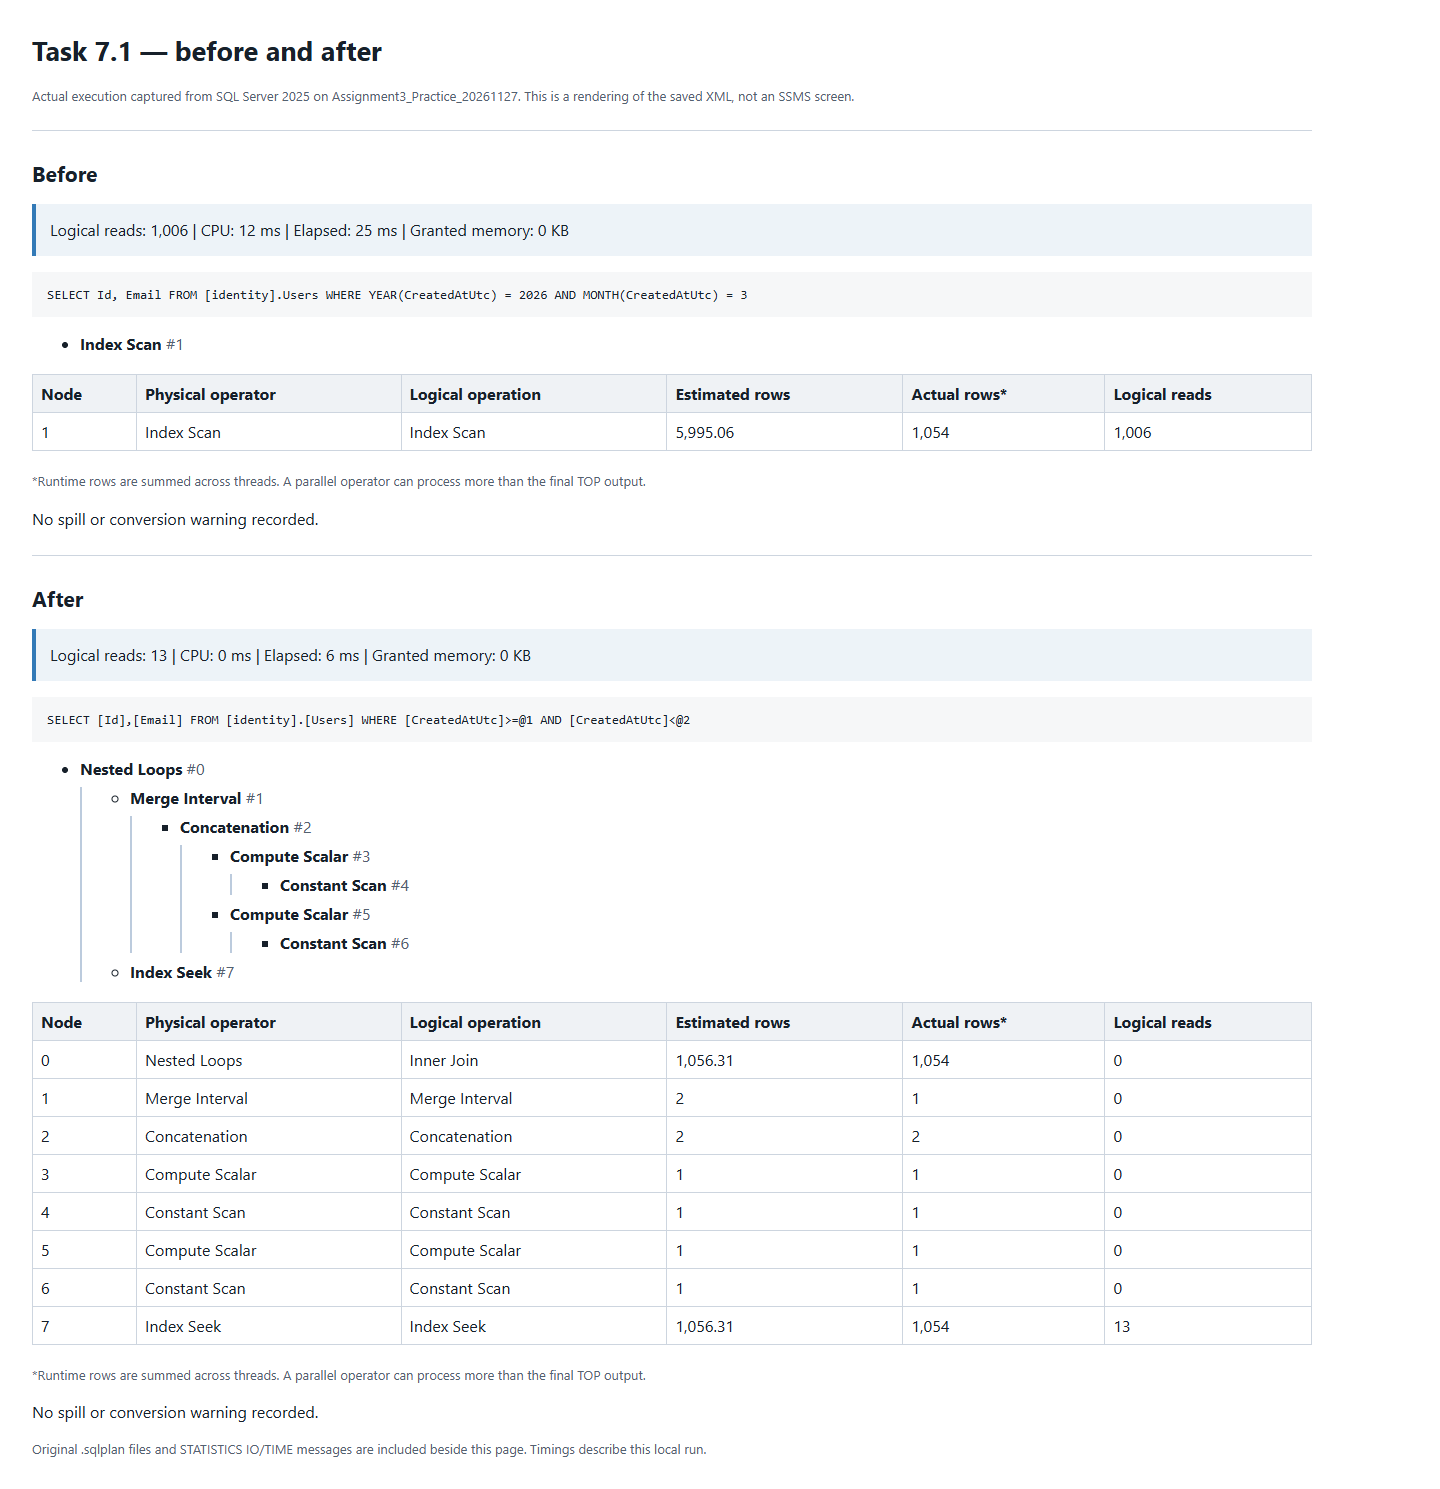 Task 7.1 — before and after
Actual execution captured from SQL Server 2025 on Assignment3_Practice_20261127. This is a rendering of the saved XML, not an SSMS screen.
Before
Logical reads: 1,006 | CPU: 12 ms | Elapsed: 25 ms | Granted memory: 0 KB
SELECT Id, Email FROM [identity].Users WHERE YEAR(CreatedAtUtc) = 2026 AND MONTH(CreatedAtUtc) = 3
Index Scan #1
Node Physical operator Logical operation Estimated rows Actual rows* Logical reads
1 Index Scan Index Scan 5,995.06 1,054 1,006
*Runtime rows are summed across threads. A parallel operator can process more than the final TOP output.
No spill or conversion warning recorded.
After
Logical reads: 13 | CPU: 0 ms | Elapsed: 6 ms | Granted memory: 0 KB
SELECT [Id],[Email] FROM [identity].[Users] WHERE [CreatedAtUtc]>=@1 AND [CreatedAtUtc]<@2
Nested Loops #0
Merge Interval #1
Concatenation #2
Compute Scalar #3
Constant Scan #4
Compute Scalar #5
Constant Scan #6
Index Seek #7
Node Physical operator Logical operation Estimated rows Actual rows* Logical reads
0 Nested Loops Inner Join 1,056.31 1,054 0
1 Merge Interval Merge Interval 2 1 0
2 Concatenation Concatenation 2 2 0
3 Compute Scalar Compute Scalar 1 1 0
4 Constant Scan Constant Scan 1 1 0
5 Compute Scalar Compute Scalar 1 1 0
6 Constant Scan Constant Scan 1 1 0
7 Index Seek Index Seek 1,056.31 1,054 13
*Runtime rows are summed across threads. A parallel operator can process more than the final TOP output.
No spill or conversion warning recorded.
Original .sqlplan files and STATISTICS IO/TIME messages are included beside this page. Timings describe this local run.